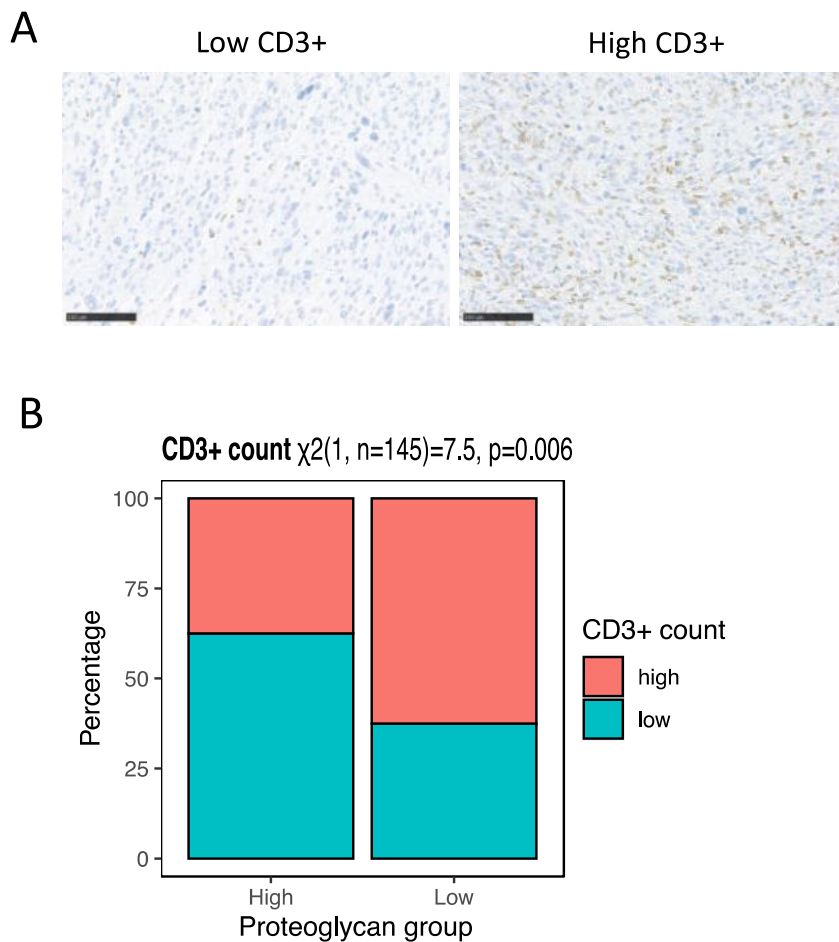 A
Low CD3+
High CD3+
B
CD3+ count χ2(1, n=145)=7.5, p=0.006
100
75
50
25
0
Percentage
High
Low
Proteoglycan group
CD3+ count
high
low